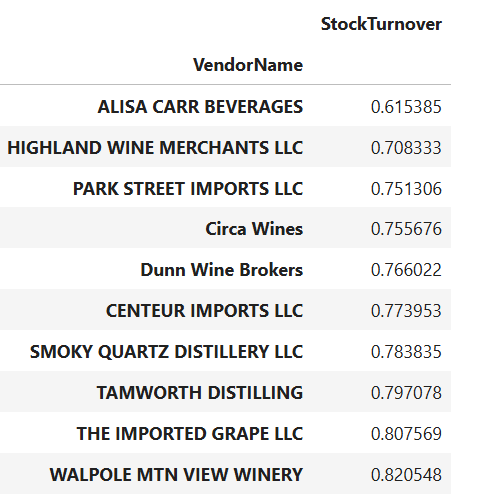 StockTurnover
VendorName
ALISA CARR BEVERAGES 0.615385
HIGHLAND WINE MERCHANTS LLC 0.708333
PARK STREET IMPORTS LLC 0.751306
Circa Wines 0.755676
Dunn Wine Brokers 0.766022
CENTEUR IMPORTS LLC 0.773953
SMOKY QUARTZ DISTILLERY LLC 0.783835
TAMWORTH DISTILLING 0.797078
THE IMPORTED GRAPE LLC 0.807569
WALPOLE MTN VIEW WINERY 0.820548